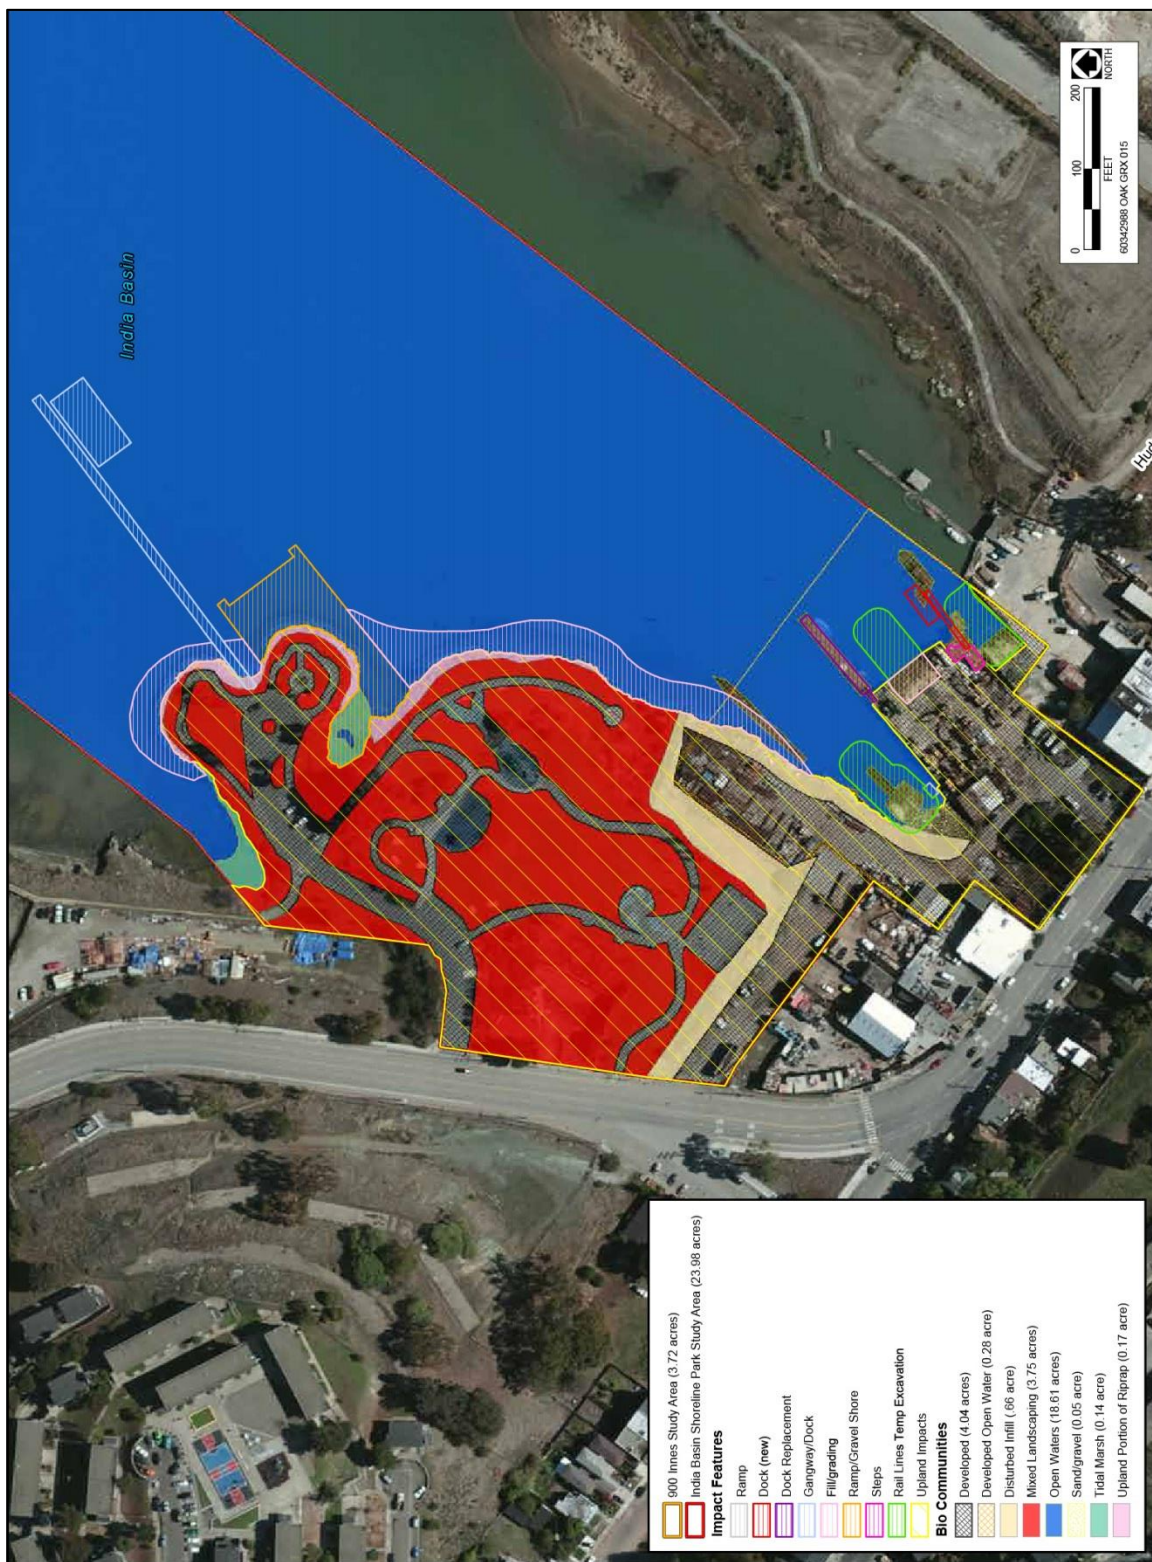 India Basin
NORTH
0 100 200
FEET
60342988 OAK GRX 015
900 Innes Study Area (3.72 acres)
India Basin Shoreline Park Study Area (23.98 acres)
Impact Features
Ramp
Dock (new)
Dock Replacement
Gangway/Dock
Fill/grading
Ramp/Gravel Shore
Steps
Rail Lines Temp Excavation
Upland Impacts
Bio Communities
Developed (4.04 acres)
Developed Open Water (0.28 acre)
Disturbed Infill (.66 acre)
Mixed Landscaping (3.75 acres)
Open Waters (18.61 acres)
Sand/gravel (0.05 acre)
Tidal Marsh (0.14 acre)
Upland Portion of Riprap (0.17 acre)